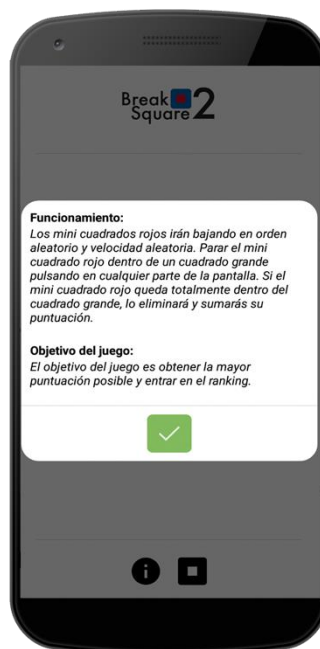 Break
Square 2
Funcionamiento:
Los mini cuadrados rojos irán bajando en orden
aleatorio y velocidad aleatoria. Parar el mini
cuadrado rojo dentro de un cuadrado grande
pulsando en cualquier parte de la pantalla. Si el
mini cuadrado rojo queda totalmente dentro del
cuadrado grande, lo eliminará y sumarás su
puntuación.
Objetivo del juego:
El objetivo del juego es obtener la mayor
puntuación posible y entrar en el ranking.